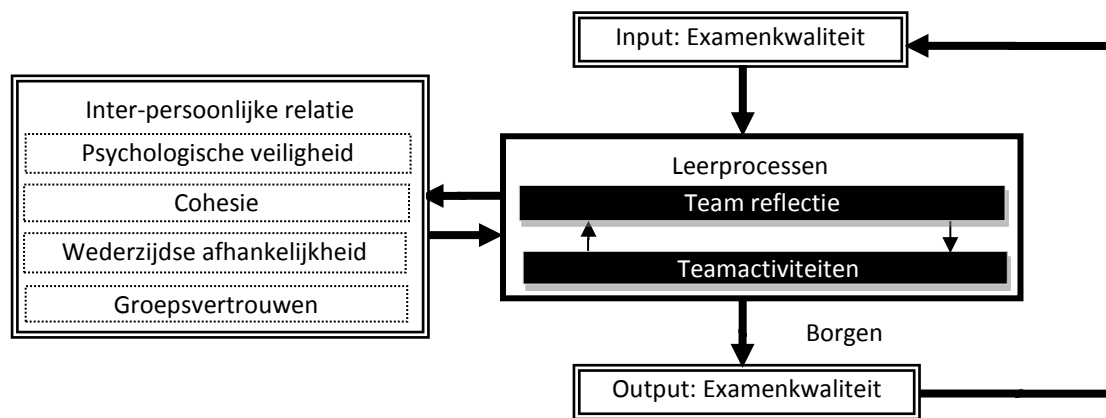 Input: Examenkwaliteit
Inter-persoonlijke relatie
Psychologische veiligheid
Cohesie
Wederzijdse afhankelijkheid
Groepsvertrouwen
Leerprocessen
Team reflectie
Teamactiviteiten
Borgen
Output: Examenkwaliteit